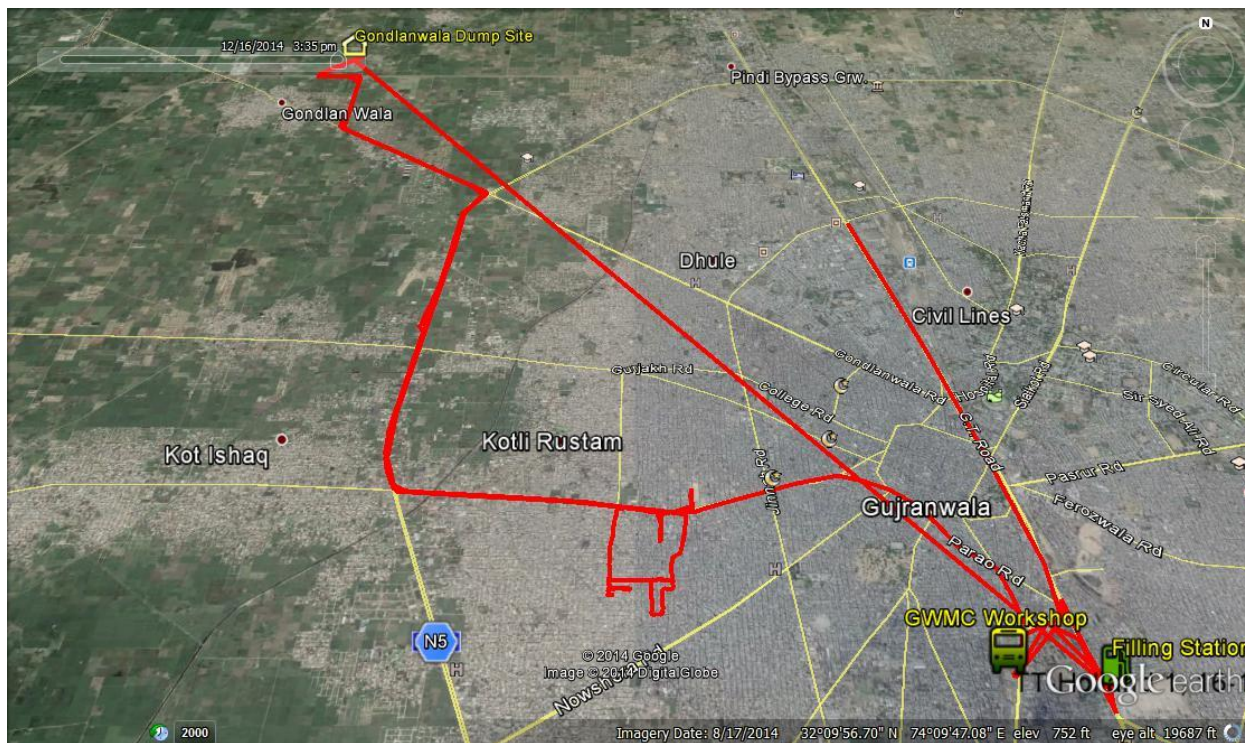 Gondlanwala Dump Site
12/16/2014 3:35 pm
N
Pindi Bypass Grw.
Gondlan Wala
Dhule
Civil Lines
Gurjakh Rd
Gondlanwala Rd
Hospital Rd
Sialkot Rd
Circular Rd
College Rd
Sir Syed
Rd
G.T. Road
Kot Ishaq
Kotli Rustam
Pasrur Rd
Gujranwala
Ferozwala Rd
Parao Rd
GWMC Workshop
Filling Station
N5
© 2014 Google
Image © 2014 DigitalGlobe
Nowshera Rd
Google earth
2000
Imagery Date: 8/17/2014 32°09'56.70" N 74°09'47.08" E elev 752 ft eye alt 19687 ft